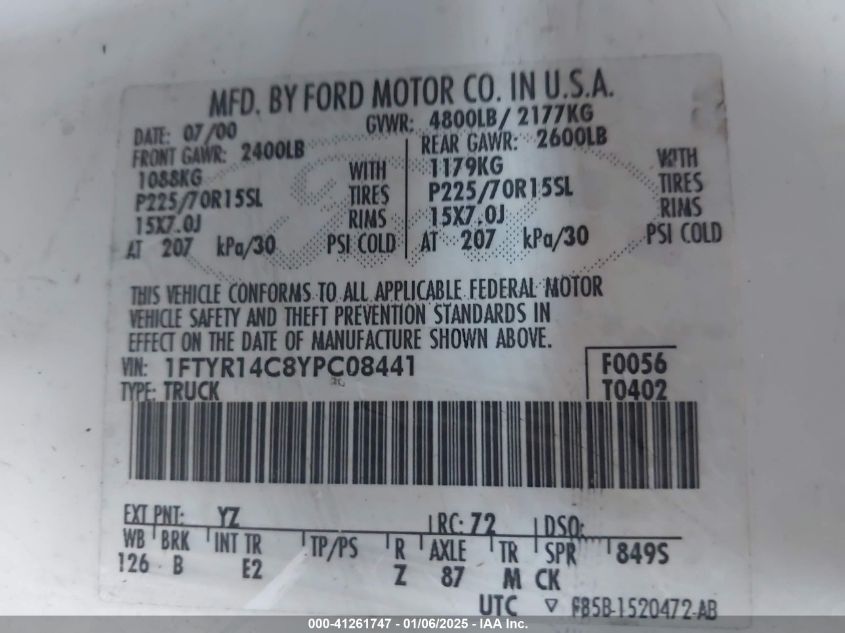 MFD. BY FORD MOTOR CO. IN U.S.A.
DATE: 07/00 GVWR: 4800LB/ 2177KG
FRONT GAWR: 2400LB REAR GAWR: 2600LB
1088KG WITH 1179KG WITH
P225/70R15SL TIRES P225/70R15SL TIRES
15X7.0J RIMS 15X7.0J RIMS
AT 207 kPa/30 PSI COLD AT 207 kPa/30 PSI COLD
THIS VEHICLE CONFORMS TO ALL APPLICABLE FEDERAL MOTOR
VEHICLE SAFETY AND THEFT PREVENTION STANDARDS IN
EFFECT ON THE DATE OF MANUFACTURE SHOWN ABOVE.
VIN: 1FTYR14C8YPC08441 F0056
TYPE: TRUCK T0402
EXT PNT: YZ RC: 72 DSO:
WB BRK INT TR TP/PS R AXLE TR SPR 849S
126 B E2 Z 87 M CK
UTC ▽ F85B-1520472-AB
000-41261747 - 01/06/2025 - IAA Inc.